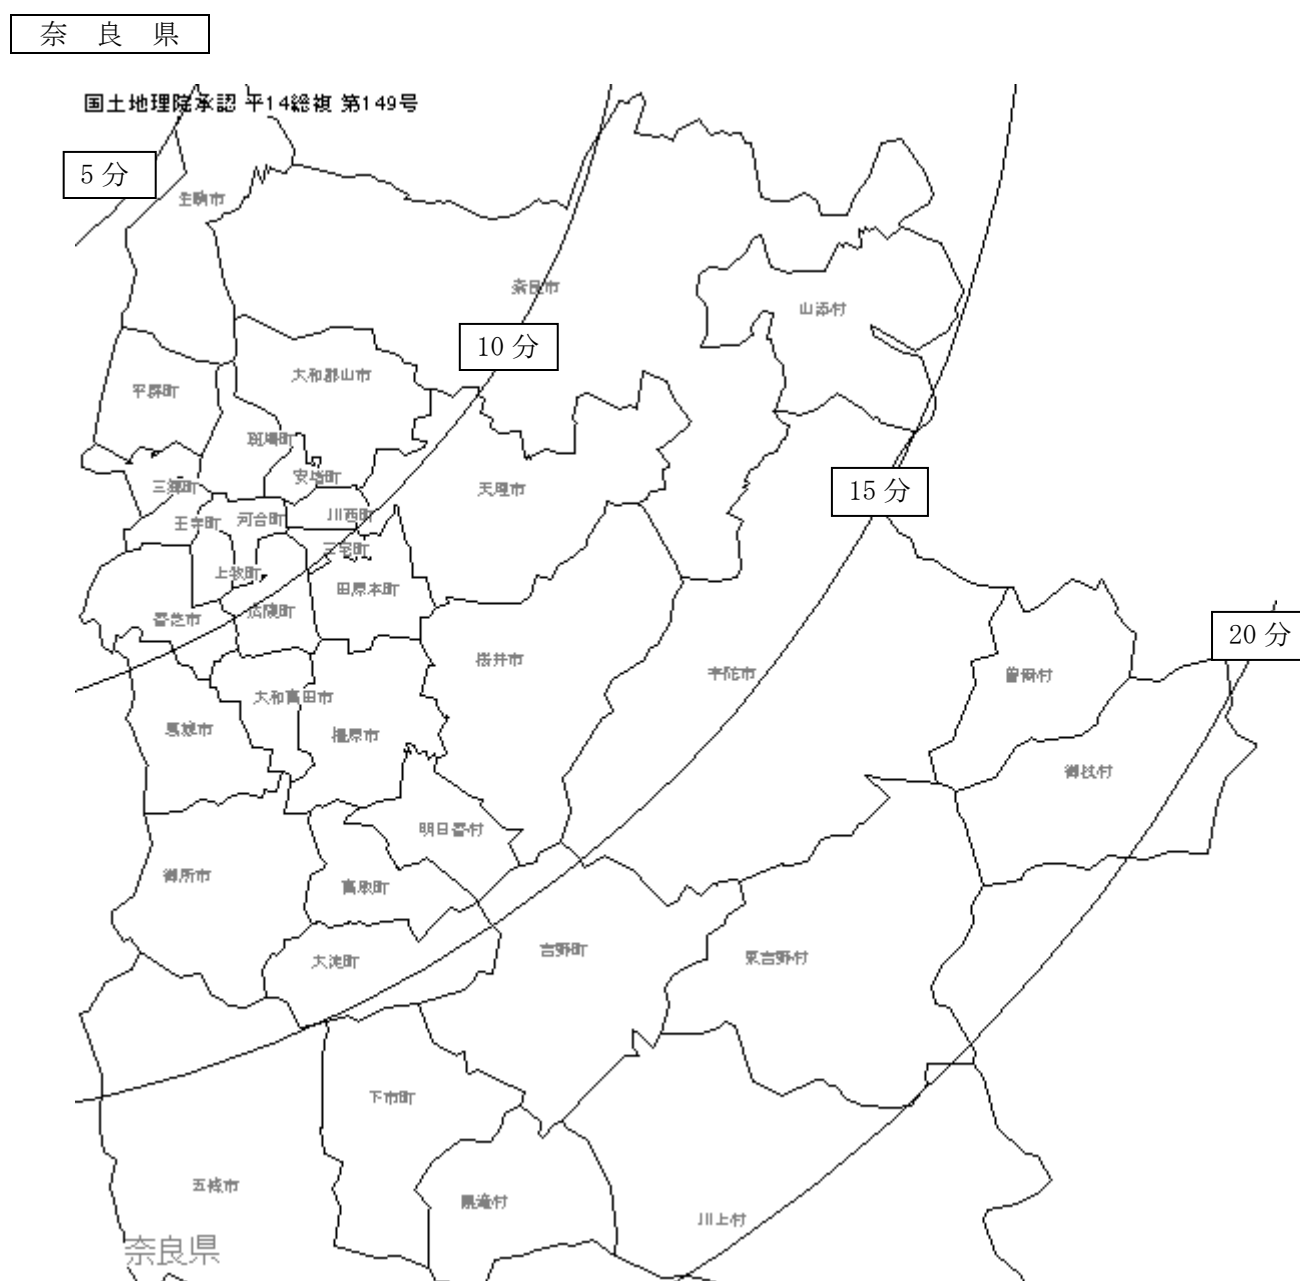 奈 良 県
国土地理院承認 平14総複 第149号
5分
生駒市
奈良市
山添村
10分
大和郡山市
平群町
斑鳩町
安堵町
三郷町
天理市
15分
王寺町
河合町
川西町
三宅町
上牧町
田原本町
香芝市
広陵町
20分
桜井市
宇陀市
曽爾村
大和高田市
葛城市
橿原市
御杖村
明日香村
御所市
高取町
大淀町
吉野町
東吉野村
下市町
五條市
黒滝村
川上村
奈良県